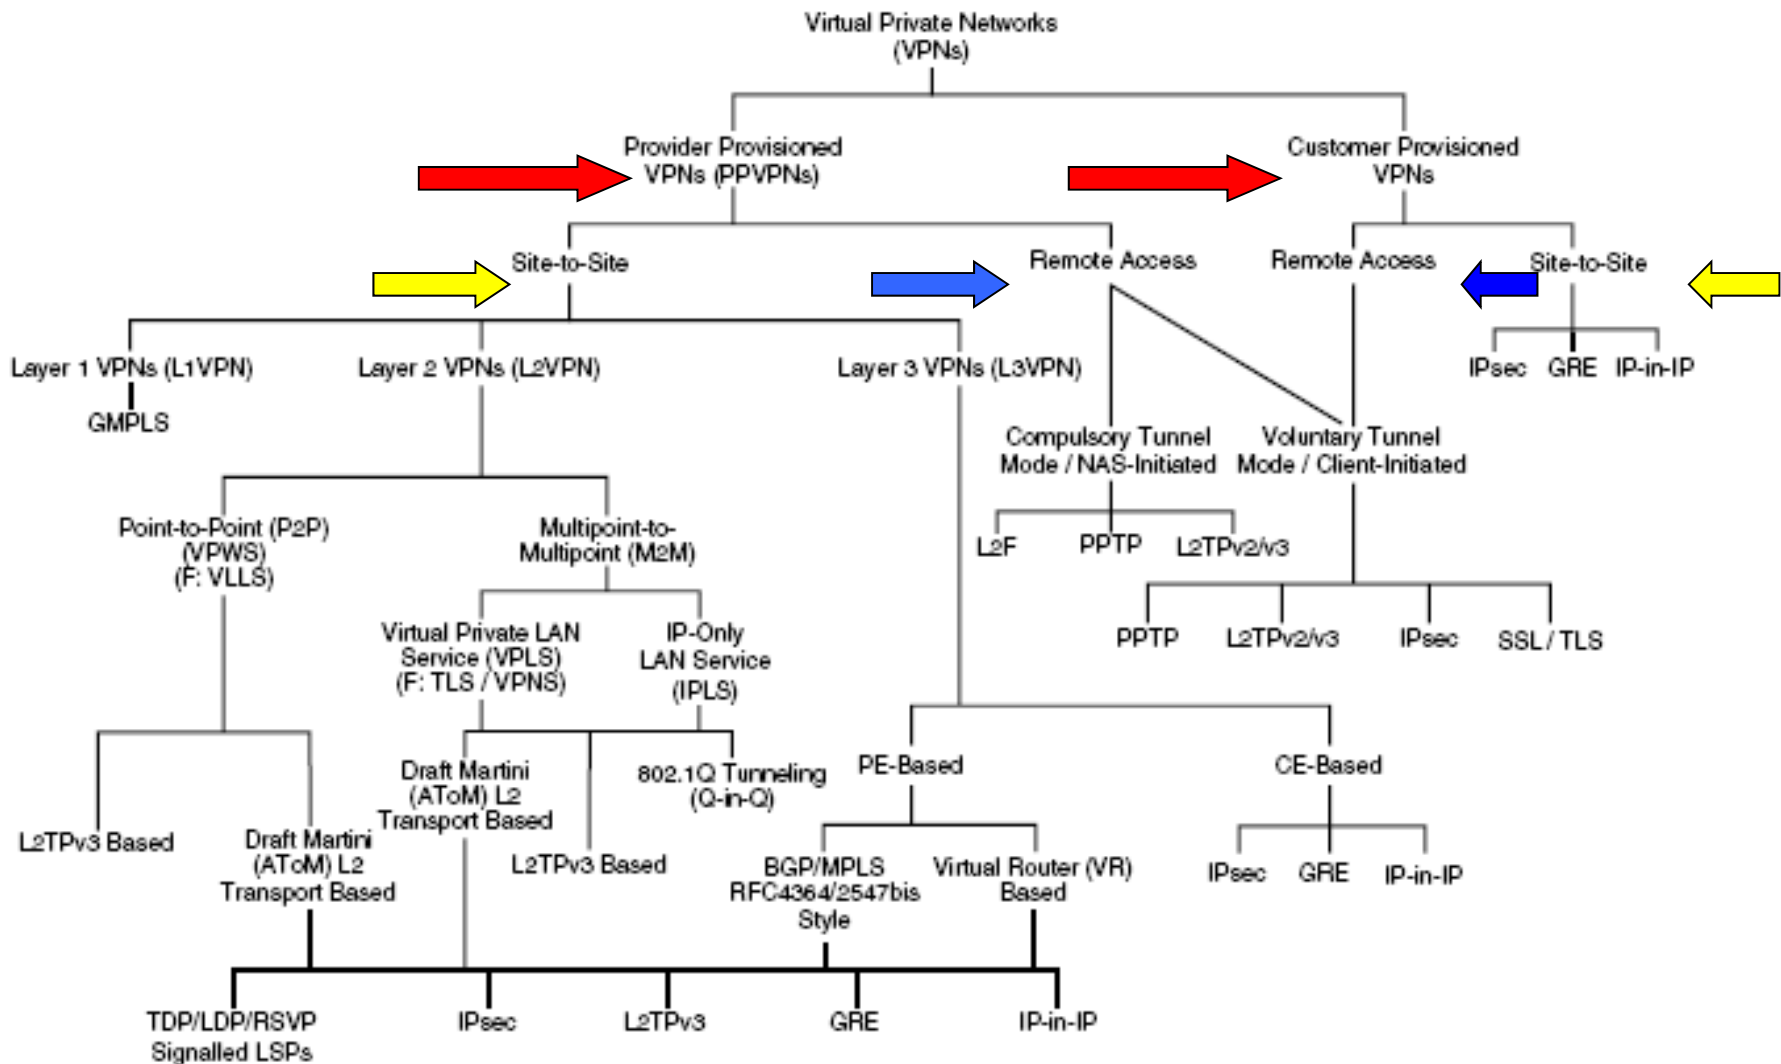 Virtual Private Networks
(VPNs)
Provider Provisioned
VPNs (PPVPNs)
Customer Provisioned
VPNs
Site-to-Site
Remote Access
Remote Access
Site-to-Site
Layer 1 VPNs (L1VPN)
Layer 2 VPNs (L2VPN)
Layer 3 VPNs (L3VPN)
IPsec
GRE
IP-in-IP
GMPLS
Compulsory Tunnel
Mode / NAS-Initiated
Voluntary Tunnel
Mode / Client-Initiated
Point-to-Point (P2P)
(VPWS)
(F: VLLS)
Multipoint-to-
Multipoint (M2M)
L2F
PPTP
L2TPv2/v3
Virtual Private LAN
Service (VPLS)
(F: TLS / VPNS)
IP-Only
LAN Service
(IPLS)
PPTP
L2TPv2/v3
IPsec
SSL / TLS
Draft Martini
(AToM) L2
Transport Based
802.1Q Tunneling
(Q-in-Q)
PE-Based
CE-Based
L2TPv3 Based
Draft Martini
(AToM) L2
Transport Based
L2TPv3 Based
BGP/MPLS
RFC4364/2547bis
Style
Virtual Router (VR)
Based
IPsec
GRE
IP-in-IP
TDP/LDP/RSVP
Signalled LSPs
IPsec
L2TPv3
GRE
IP-in-IP